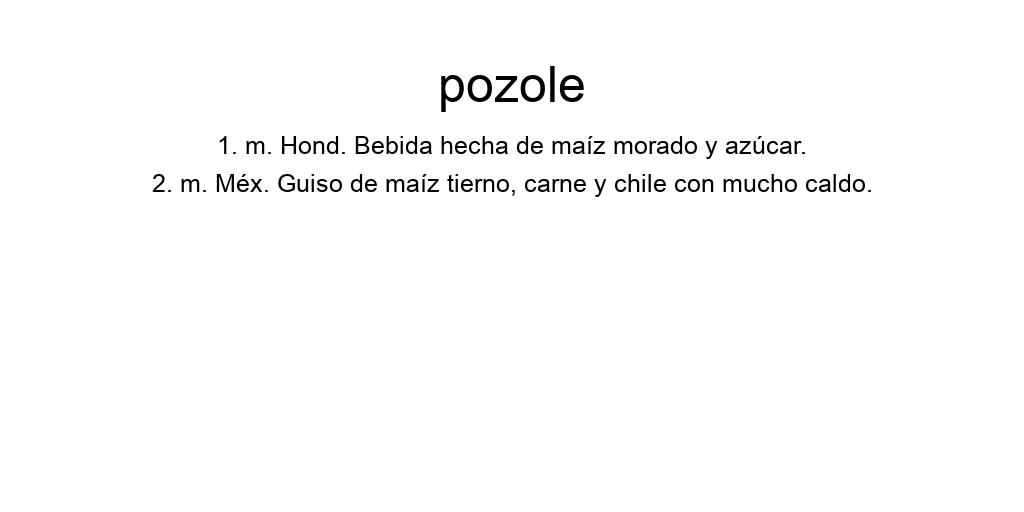 pozole
1. m. Hond. Bebida hecha de maíz morado y azúcar.
2. m. Méx. Guiso de maíz tierno, carne y chile con mucho caldo.